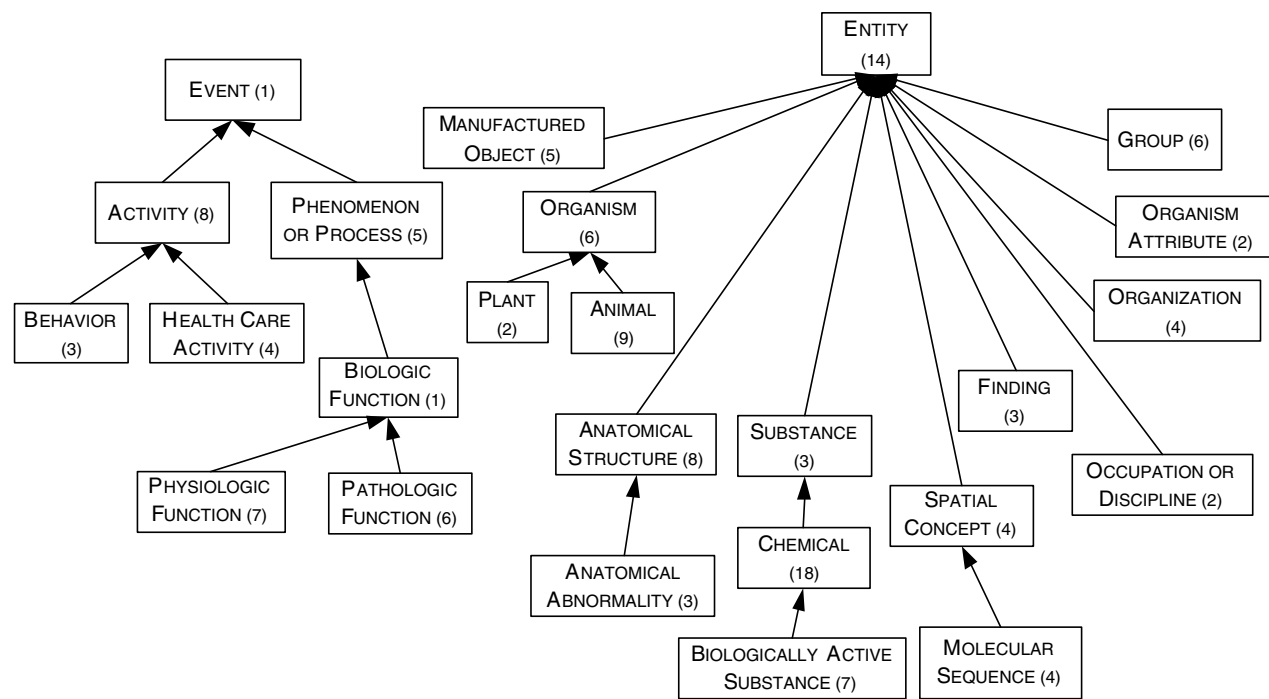 ENTITY
(14)
EVENT (1)
MANUFACTURED
OBJECT (5)
GROUP (6)
ACTIVITY (8)
PHENOMENON
OR PROCESS (5)
ORGANISM
(6)
ORGANISM
ATTRIBUTE (2)
PLANT
(2)
ANIMAL
(9)
ORGANIZATION
(4)
BEHAVIOR
(3)
HEALTH CARE
ACTIVITY (4)
BIOLOGIC
FUNCTION (1)
FINDING
(3)
ANATOMICAL
STRUCTURE (8)
SUBSTANCE
(3)
OCCUPATION OR
DISCIPLINE (2)
PHYSIOLOGIC
FUNCTION (7)
PATHOLOGIC
FUNCTION (6)
SPATIAL
CONCEPT (4)
CHEMICAL
(18)
ANATOMICAL
ABNORMALITY (3)
BIOLOGICALLY ACTIVE
SUBSTANCE (7)
MOLECULAR
SEQUENCE (4)